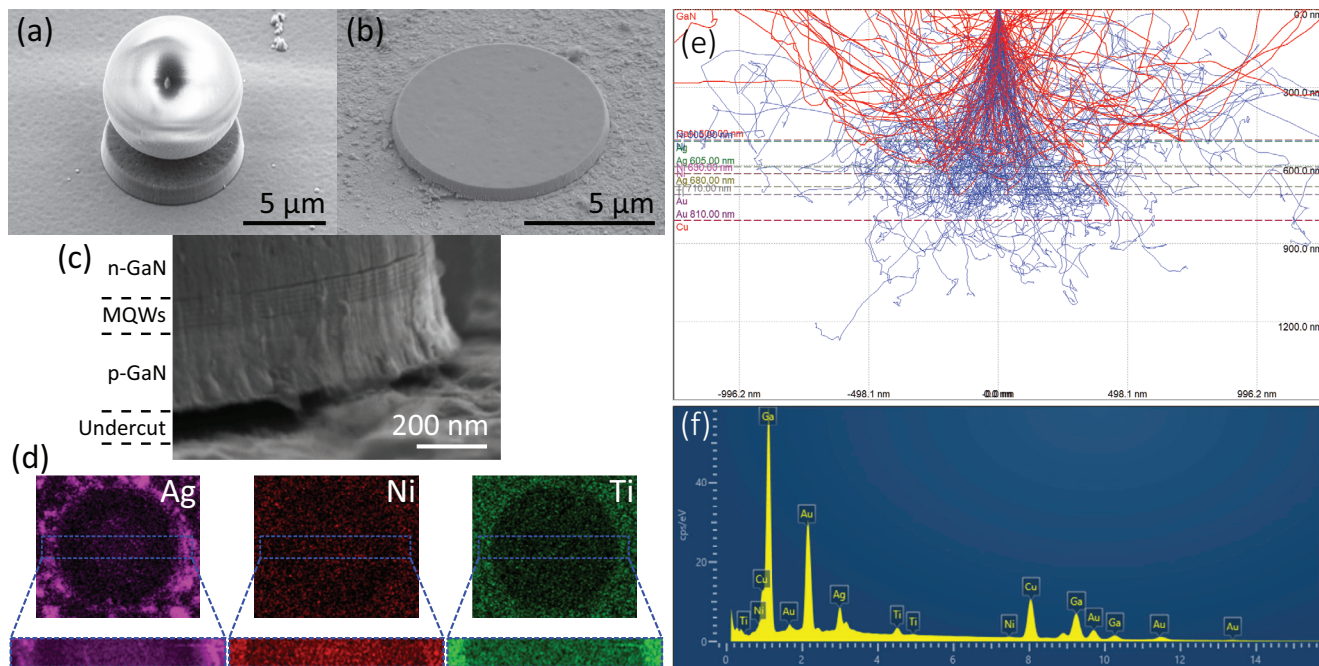 (a)
5 µm
(b)
5 µm
(c)
n-GaN
MQWs
p-GaN
Undercut
200 nm
(d)
Ag
Ni
Ti
(e)
GaN
0.0 nm
300.0 nm
Ag
Ag 605.00 nm
600.0 nm
Ag 680.00 nm
Au
Au 810.00 nm
Cu
900.0 nm
1200.0 nm
-996.2 nm
-498.1 nm
498.1 nm
996.2 nm
(f)
cps/eV
40
20
0
Ga
Au
Cu
Ni
Ti
Au
Ag
Ti
Ti
Ni
Cu
Ga
Au
Ga
Au
Au
0
2
4
6
8
10
12
14